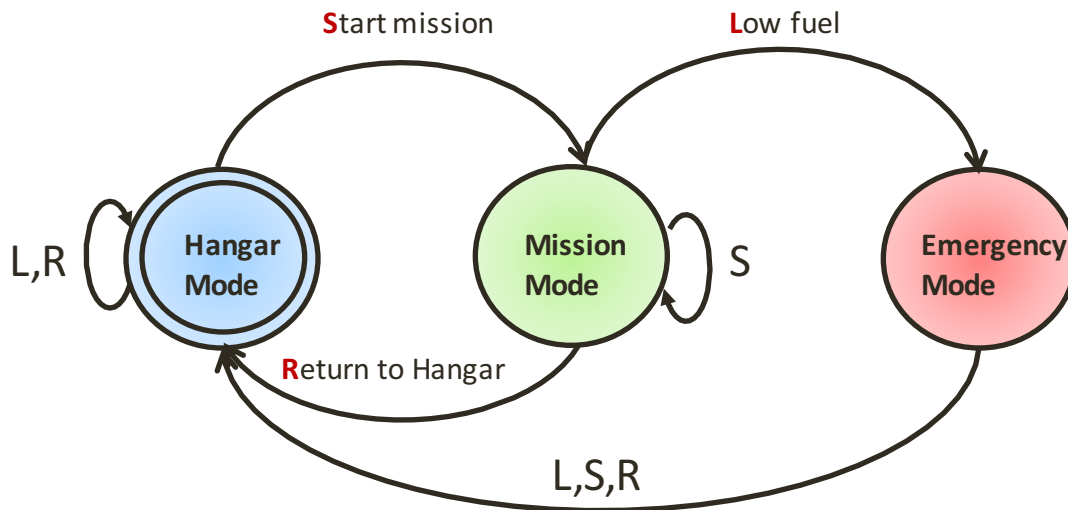 Start mission
Low fuel
L,R
Hangar
Mode
Mission
Mode
S
Emergency
Mode
Return to Hangar
L,S,R